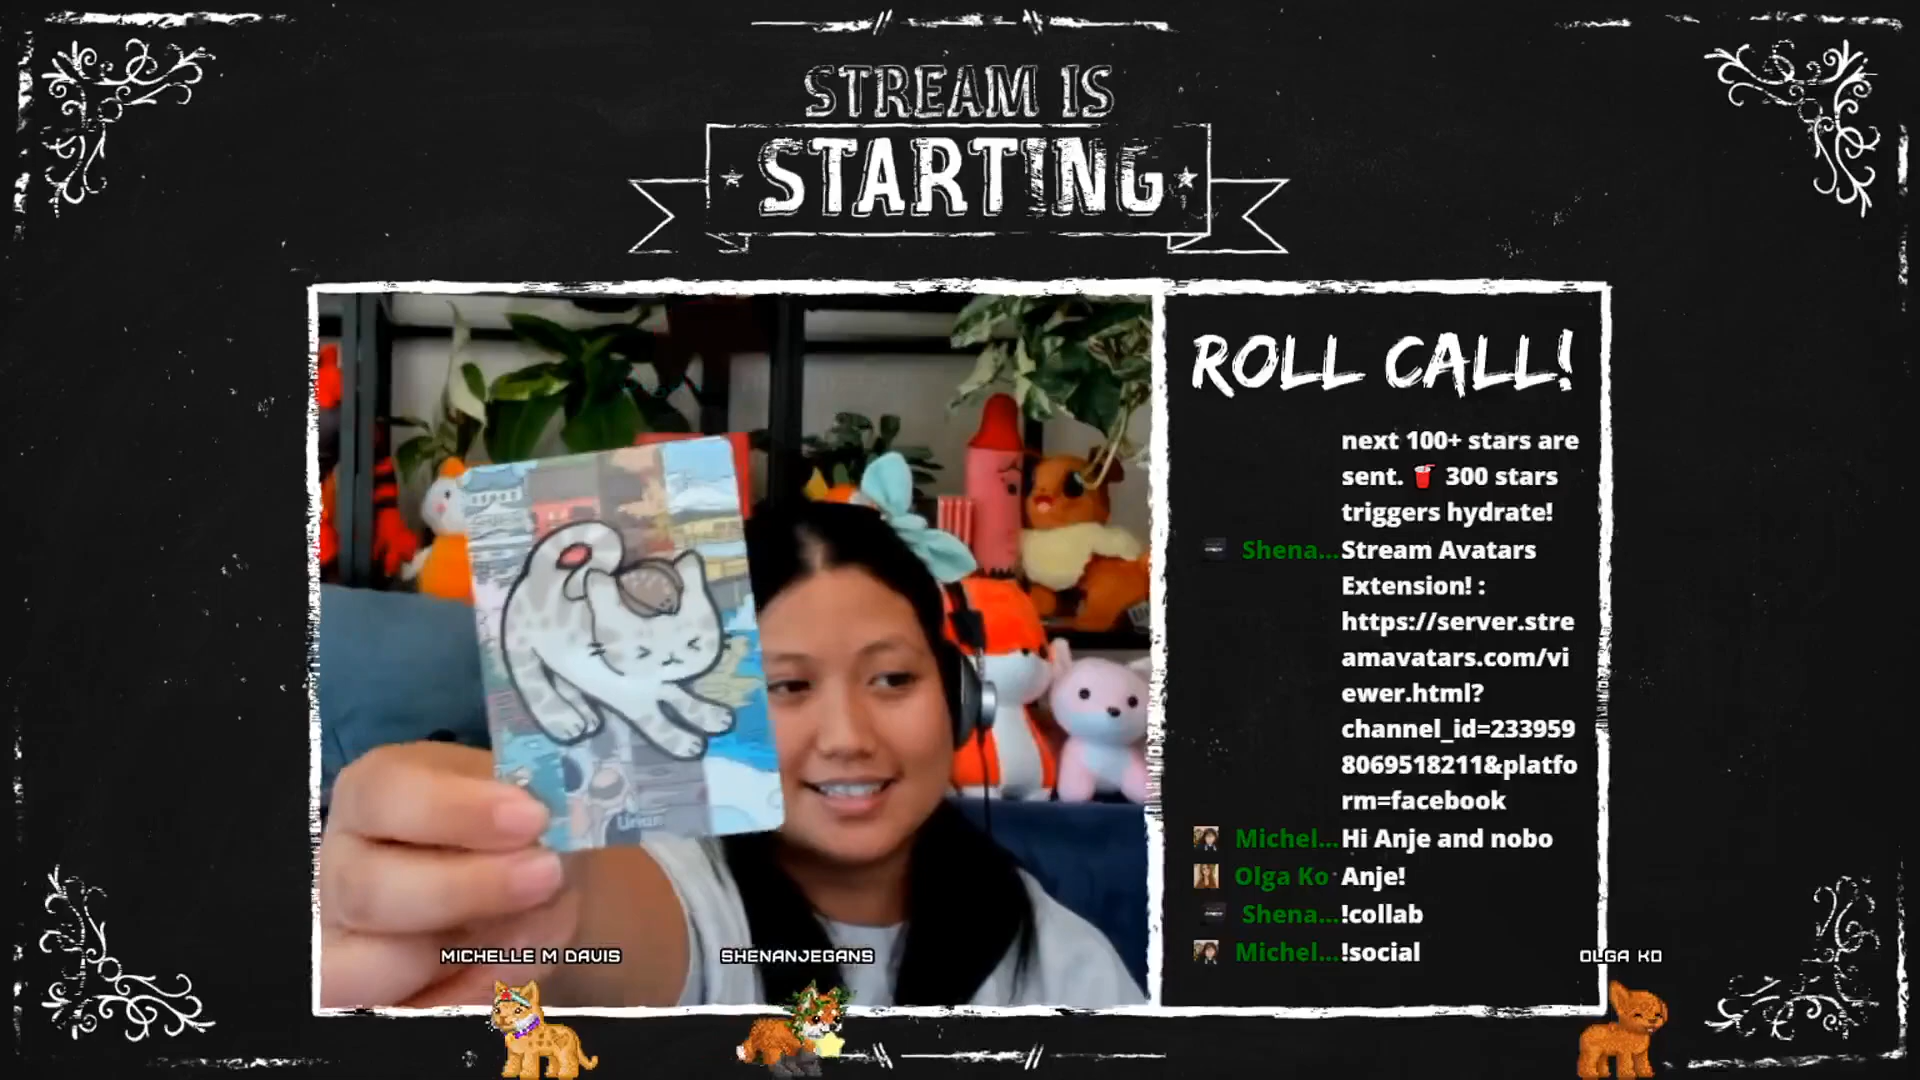 STREAM IS
STARTING
ROLL CALL!
next 100+ stars are
sent. 300 stars
triggers hydrate!
Shena... Stream Avatars
Extension! :
https://server.stre
amavatars.com/vi
ewer.html?
channel_id=233959
8069518211&platfo
rm=facebook
Michel... Hi Anje and nobo
Olga Ko Anje!
Shena... !collab
Michel... !social
MICHELLE M DAVIS
SHENANJEGANS
OLGA KO